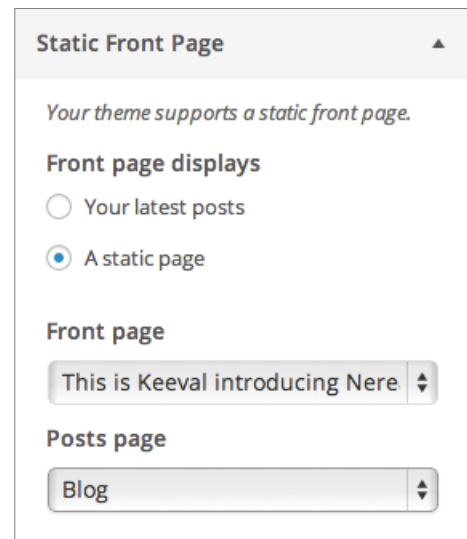 Static Front Page
Your theme supports a static front page.
Front page displays
Your latest posts
A static page
Front page
This is Keeval introducing Nere
Posts page
Blog